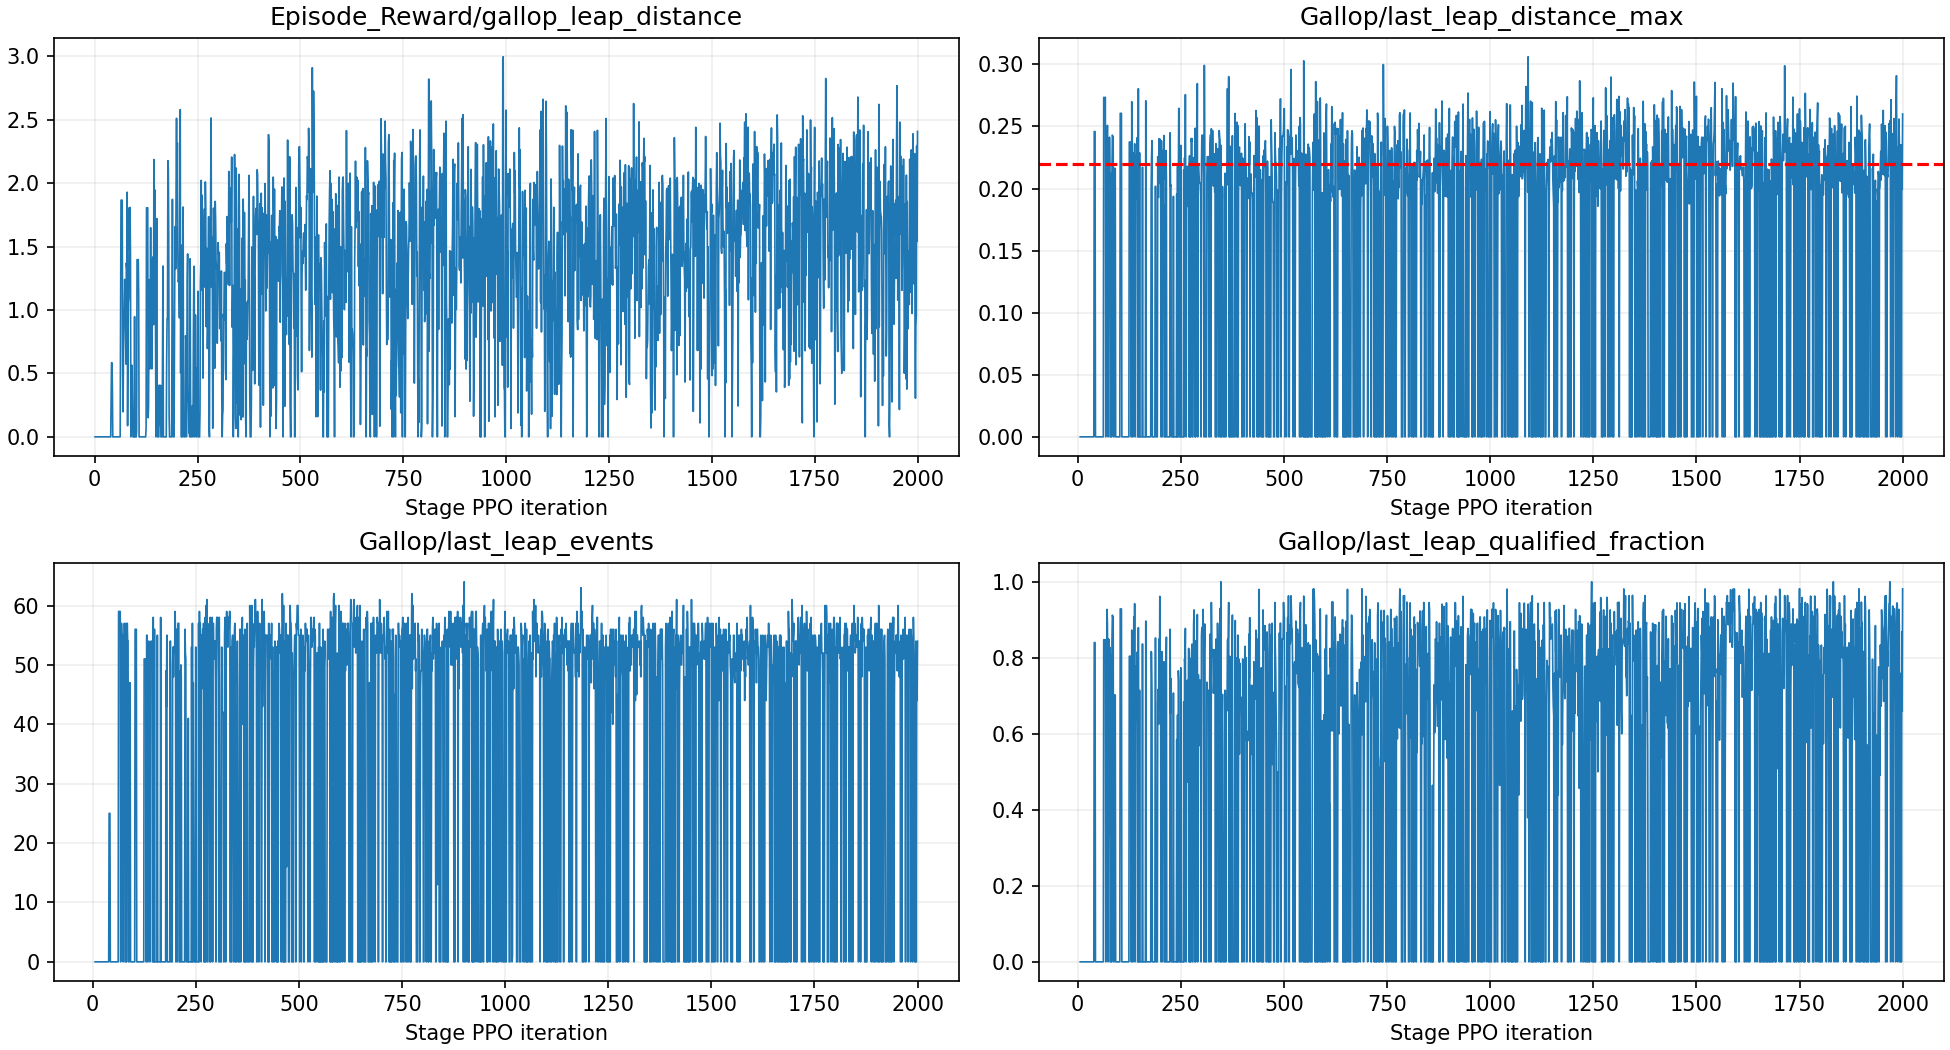 Episode_Reward/gallop_leap_distance
3.0
2.5
2.0
1.5
1.0
0.5
0.0
0 250 500 750 1000 1250 1500 1750 2000
Stage PPO iteration
Gallop/last_leap_distance_max
0.30
0.25
0.20
0.15
0.10
0.05
0.00
0 250 500 750 1000 1250 1500 1750 2000
Stage PPO iteration
Gallop/last_leap_events
60
50
40
30
20
10
0
0 250 500 750 1000 1250 1500 1750 2000
Stage PPO iteration
Gallop/last_leap_qualified_fraction
1.0
0.8
0.6
0.4
0.2
0.0
0 250 500 750 1000 1250 1500 1750 2000
Stage PPO iteration